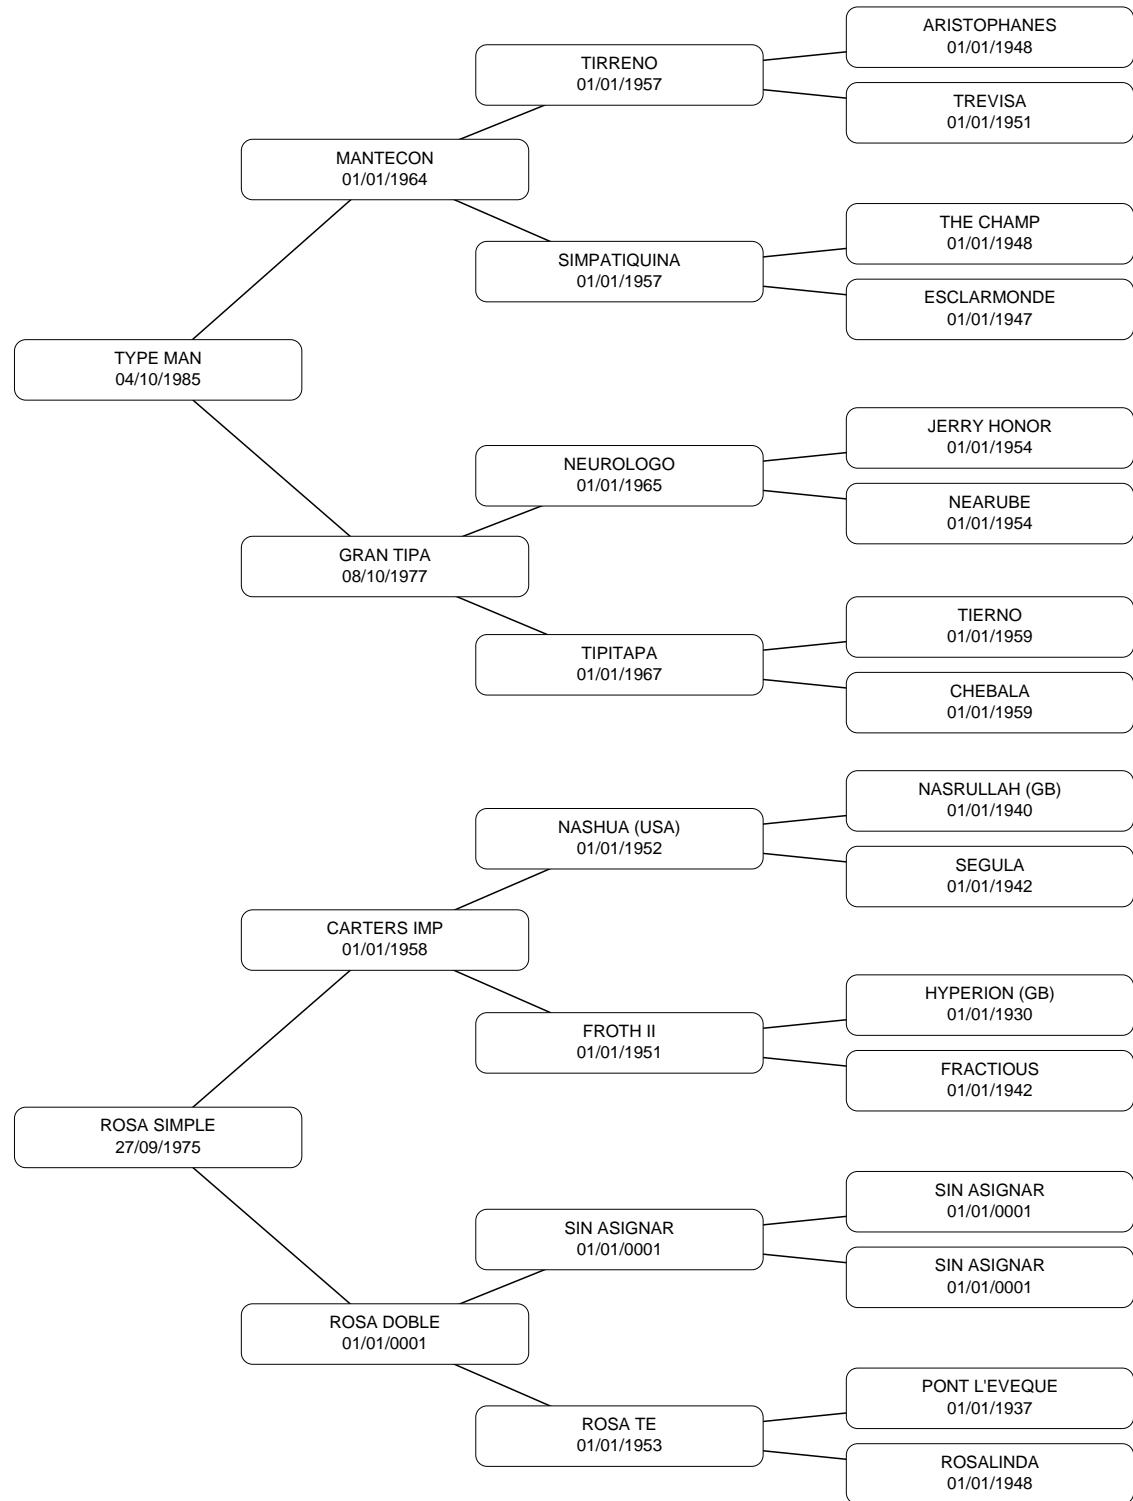 ARISTOPHANES
01/01/1948
TIRRENO
01/01/1957
TREVISA
01/01/1951
MANTECON
01/01/1964
THE CHAMP
01/01/1948
SIMPATIQUINA
01/01/1957
ESCLARMONDE
01/01/1947
TYPE MAN
04/10/1985
JERRY HONOR
01/01/1954
NEUROLOGO
01/01/1965
NEARUBE
01/01/1954
GRAN TIPA
08/10/1977
TIERNO
01/01/1959
TIPITAPA
01/01/1967
CHEBALA
01/01/1959
NASRULLAH (GB)
01/01/1940
NASHUA (USA)
01/01/1952
SEGULA
01/01/1942
CARTERS IMP
01/01/1958
HYPERION (GB)
01/01/1930
FROTH II
01/01/1951
FRACTIOUS
01/01/1942
ROSA SIMPLE
27/09/1975
SIN ASIGNAR
01/01/0001
SIN ASIGNAR
01/01/0001
SIN ASIGNAR
01/01/0001
ROSA DOBLE
01/01/0001
PONT L'EVEQUE
01/01/1937
ROSA TE
01/01/1953
ROSALINDA
01/01/1948